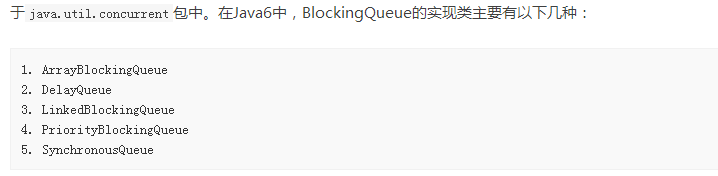 于 java.util.concurrent 包中。在Java6中，BlockingQueue的实现类主要有以下几种：
1. ArrayBlockingQueue
2. DelayQueue
3. LinkedBlockingQueue
4. PriorityBlockingQueue
5. SynchronousQueue